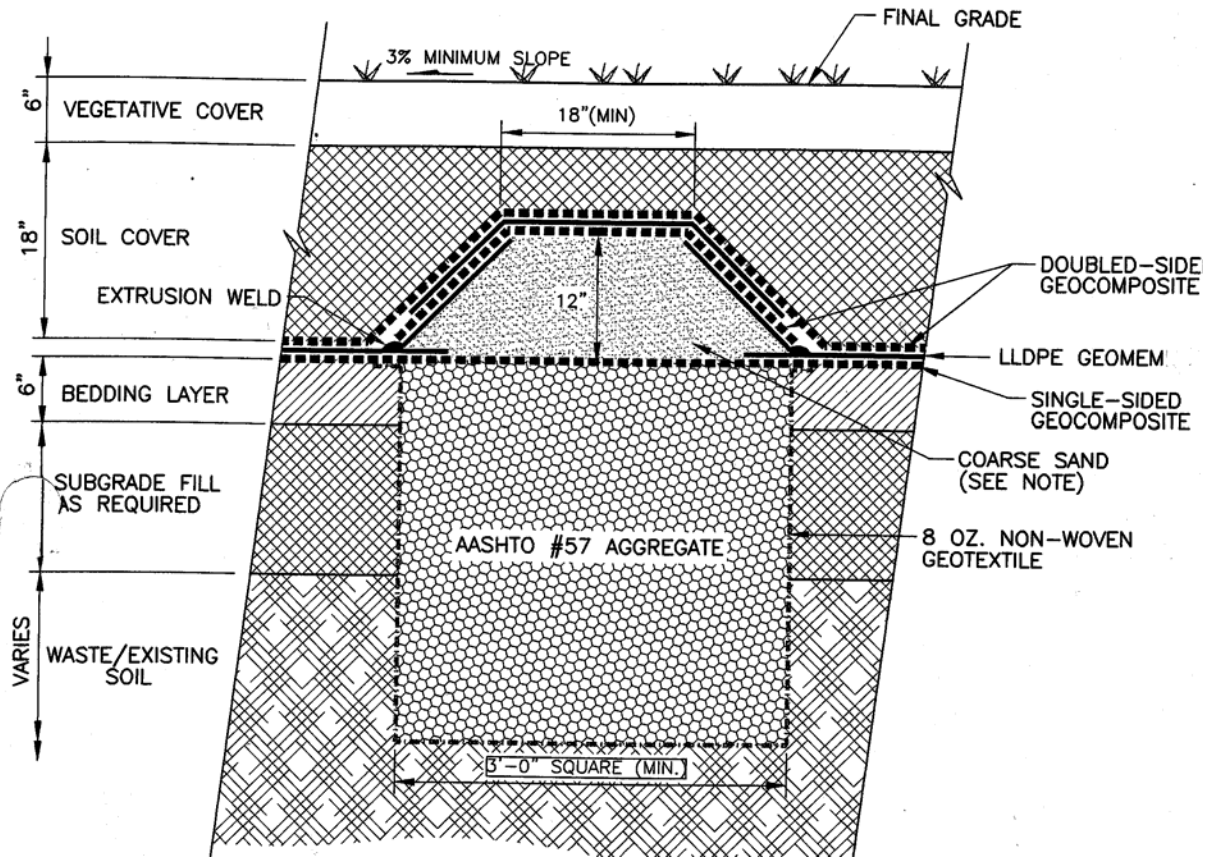 FINAL GRADE
3% MINIMUM SLOPE
6"
VEGETATIVE COVER
18"(MIN)
18"
SOIL COVER
EXTRUSION WELD
12"
DOUBLED-SIDE
GEOCOMPOSITE
LLDPE GEOMEM
6"
BEDDING LAYER
SINGLE-SIDED
GEOCOMPOSITE
COARSE SAND
(SEE NOTE)
SUBGRADE FILL
AS REQUIRED
AASHTO #57 AGGREGATE
8 OZ. NON-WOVEN
GEOTEXTILE
VARIES
WASTE/EXISTING
SOIL
3'-0" SQUARE (MIN.)